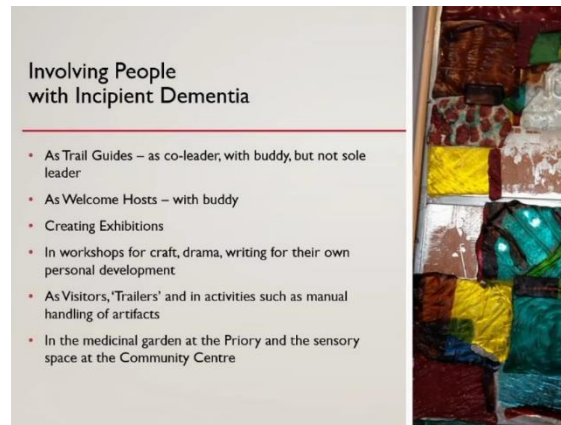 Involving People
with Incipient Dementia
• As Trail Guides – as co-leader, with buddy, but not sole
leader
• As Welcome Hosts – with buddy
• Creating Exhibitions
• In workshops for craft, drama, writing for their own
personal development
• As Visitors, ‘Trailers’ and in activities such as manual
handling of artifacts
• In the medicinal garden at the Priory and the sensory
space at the Community Centre